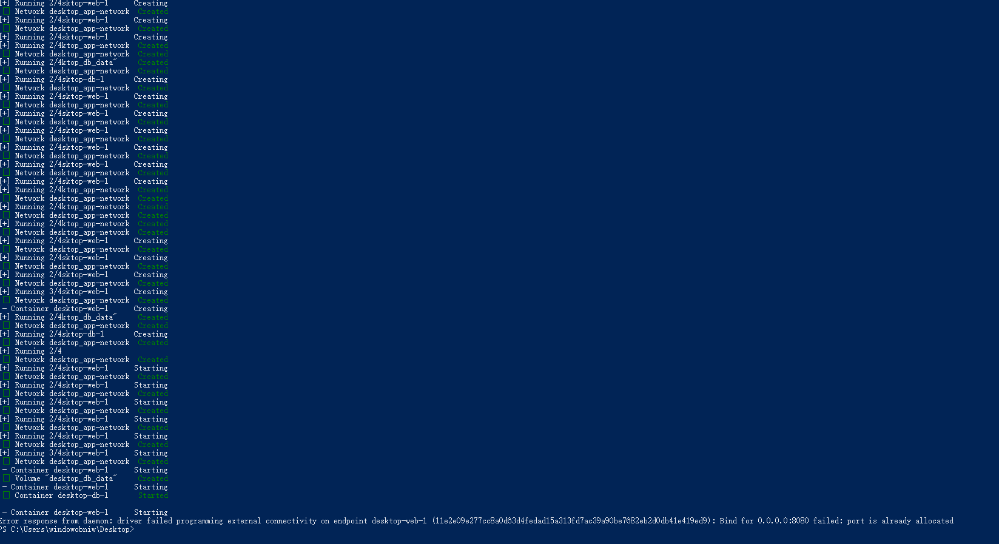 [+] Running 2/4sktop-web-1 Creating
Network desktop_app-network Created
[+] Running 2/4sktop-web-1 Creating
Network desktop_app-network Created
[+] Running 2/4sktop-web-1 Creating
[+] Running 2/4ktop_app-network Created
Network desktop_app-network Created
[+] Running 2/4ktop_db_data" Created
Network desktop_app-network Created
[+] Running 2/4sktop-db-1 Creating
Network desktop_app-network Created
[+] Running 2/4sktop-web-1 Creating
Network desktop_app-network Created
[+] Running 2/4sktop-web-1 Creating
Network desktop_app-network Created
[+] Running 2/4sktop-web-1 Creating
Network desktop_app-network Created
[+] Running 2/4sktop-web-1 Creating
Network desktop_app-network Created
[+] Running 2/4sktop-web-1 Creating
Network desktop_app-network Created
[+] Running 2/4sktop-web-1 Creating
[+] Running 2/4ktop_app-network Created
Network desktop_app-network Created
[+] Running 2/4ktop_app-network Created
Network desktop_app-network Created
[+] Running 2/4ktop_app-network Created
Network desktop_app-network Created
[+] Running 2/4sktop-web-1 Creating
Network desktop_app-network Created
[+] Running 2/4sktop-web-1 Creating
Network desktop_app-network Created
[+] Running 2/4sktop-web-1 Creating
Network desktop_app-network Created
[+] Running 3/4sktop-web-1 Creating
Network desktop_app-network Created
- Container desktop-web-1 Creating
[+] Running 2/4ktop_db_data" Created
Network desktop_app-network Created
[+] Running 2/4sktop-db-1 Creating
Network desktop_app-network Created
[+] Running 2/4
Network desktop_app-network Created
[+] Running 2/4sktop-web-1 Starting
Network desktop_app-network Created
[+] Running 2/4sktop-web-1 Starting
Network desktop_app-network Created
[+] Running 2/4sktop-web-1 Starting
Network desktop_app-network Created
[+] Running 2/4sktop-web-1 Starting
Network desktop_app-network Created
[+] Running 2/4sktop-web-1 Starting
Network desktop_app-network Created
[+] Running 3/4sktop-web-1 Starting
Network desktop_app-network Created
- Container desktop-web-1 Starting
Volume "desktop_db_data" Created
- Container desktop-web-1 Starting
Container desktop-db-1 Started
- Container desktop-web-1 Starting
Error response from daemon: driver failed programming external connectivity on endpoint desktop-web-1 (11e2e09e277cc8a0d63d4fedad15a313fd7ac39a90be7682eb2d0db41e419ed9): Bind for 0.0.0.0:8080 failed: port is already allocated
PS C:\Users\windowobniw\Desktop>